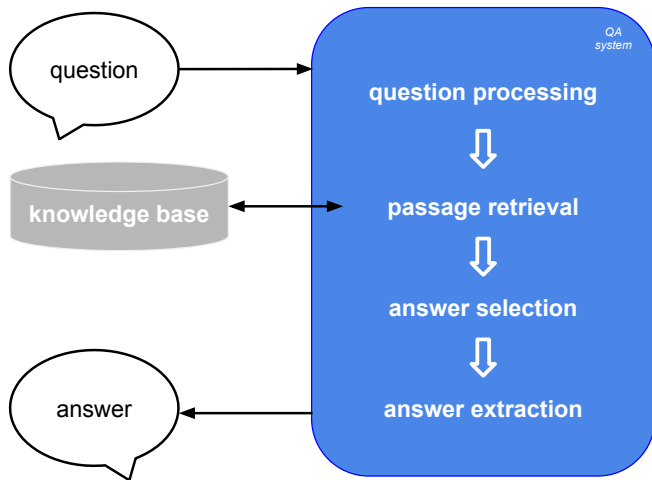 QA
system
question
question processing
knowledge base
passage retrieval
answer selection
answer
answer extraction